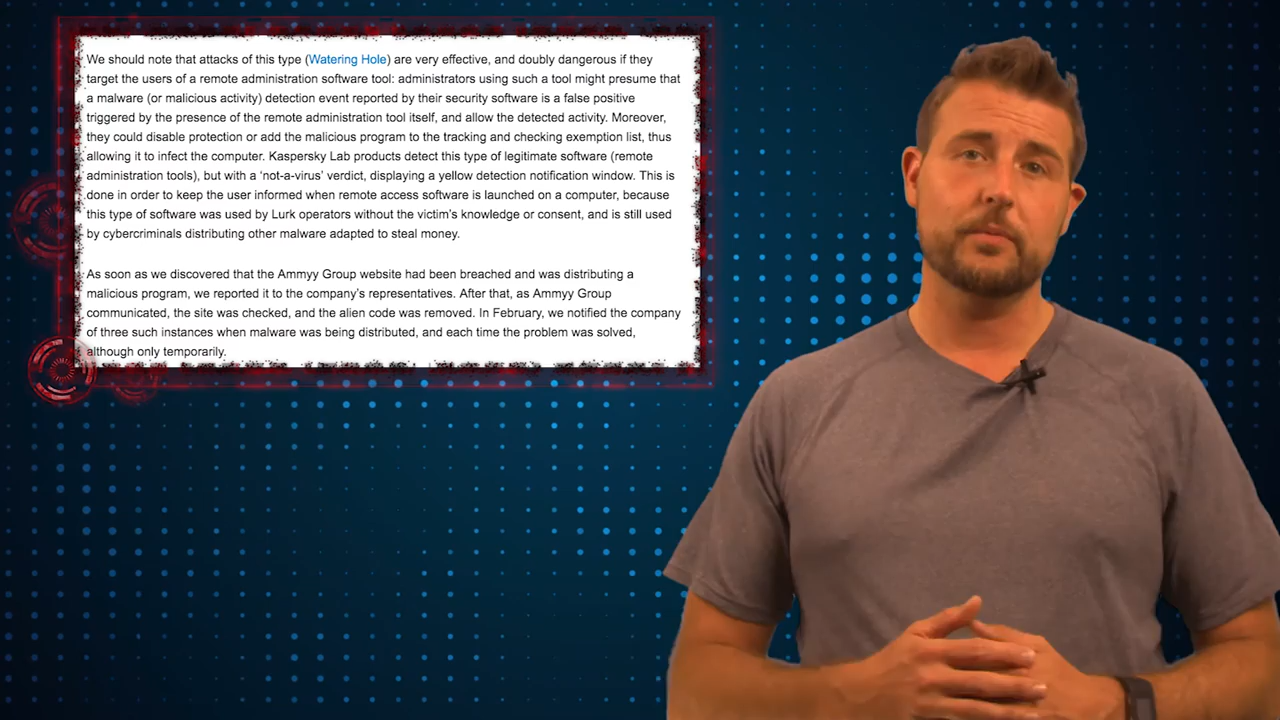 We should note that attacks of this type (Watering Hole) are very effective, and doubly dangerous if they
target the users of a remote administration software tool: administrators using such a tool might presume that
a malware (or malicious activity) detection event reported by their security software is a false positive
triggered by the presence of the remote administration tool itself, and allow the detected activity. Moreover,
they could disable protection or add the malicious program to the tracking and checking exemption list, thus
allowing it to infect the computer. Kaspersky Lab products detect this type of legitimate software (remote
administration tools), but with a ‘not-a-virus’ verdict, displaying a yellow detection notification window. This is
done in order to keep the user informed when remote access software is launched on a computer, because
this type of software was used by Lurk operators without the victim’s knowledge or consent, and is still used
by cybercriminals distributing other malware adapted to steal money.
As soon as we discovered that the Ammyy Group website had been breached and was distributing a
malicious program, we reported it to the company’s representatives. After that, as Ammyy Group
communicated, the site was checked, and the alien code was removed. In February, we notified the company
of three such instances when malware was being distributed, and each time the problem was solved,
although only temporarily.